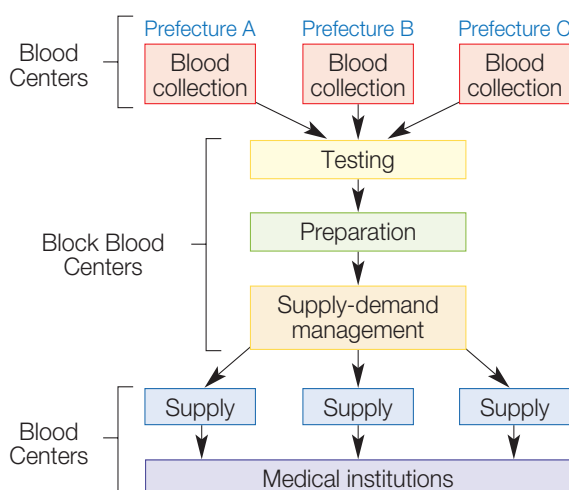 Prefecture A
Prefecture B
Prefecture C
Blood
Centers
Blood
collection
Blood
collection
Blood
collection
Testing
Block Blood
Centers
Preparation
Supply-demand
management
Blood
Centers
Supply
Supply
Supply
Medical institutions